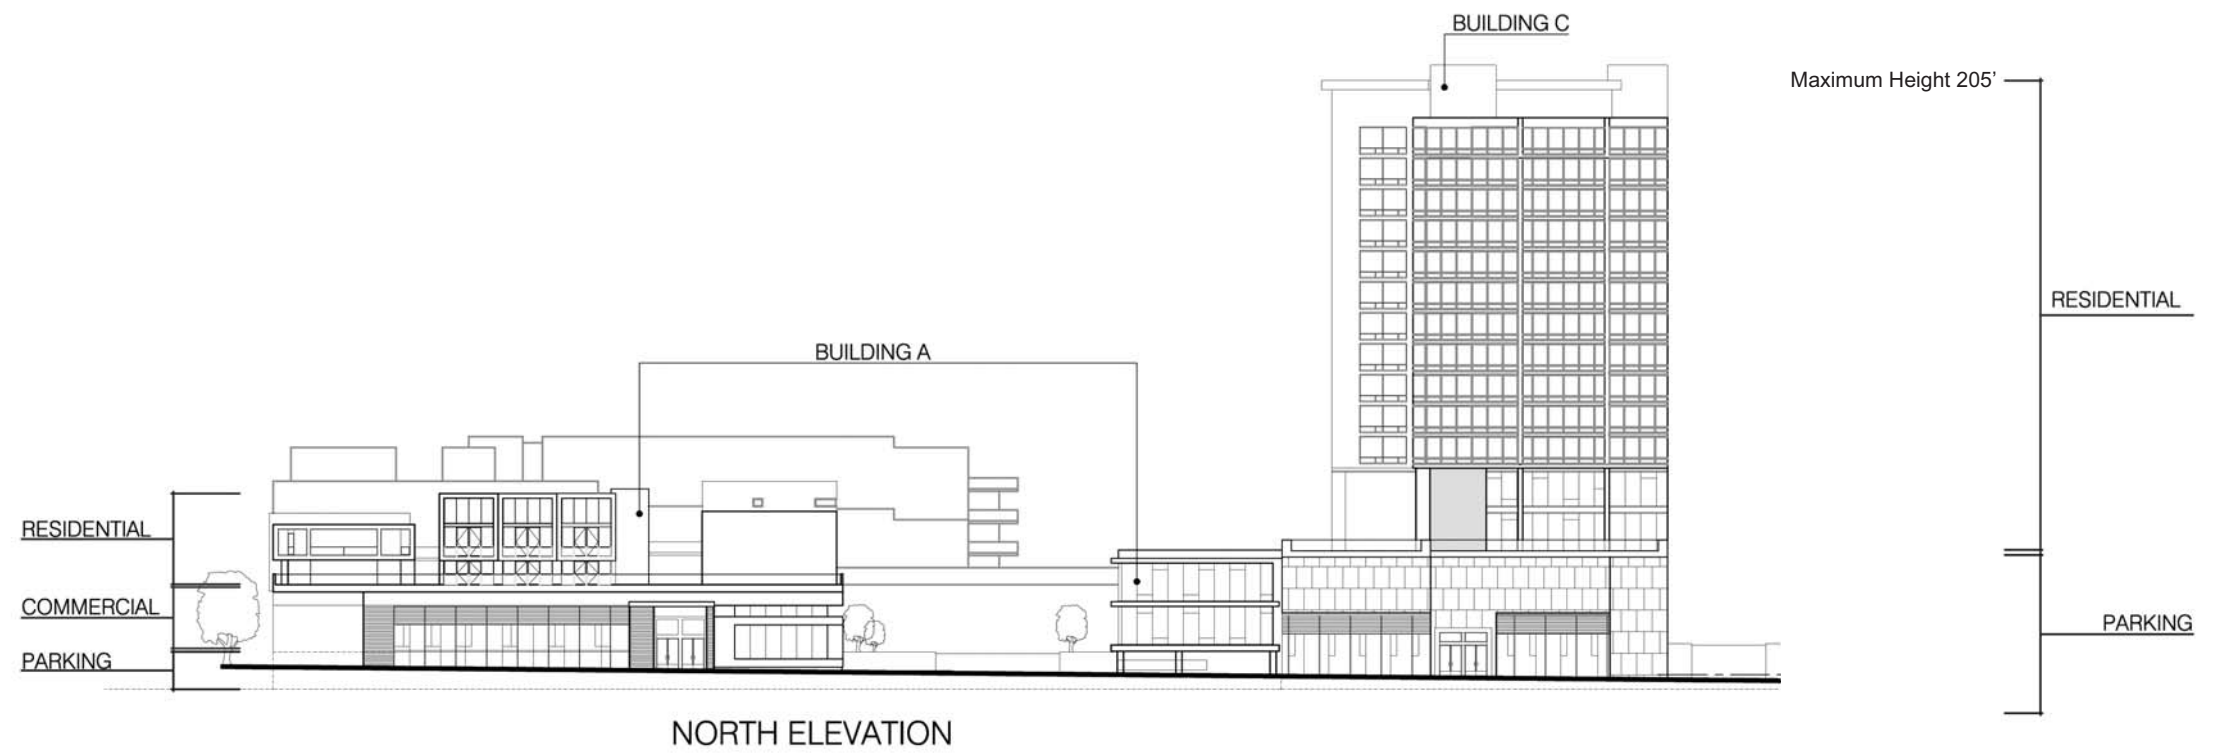 BUILDING C
Maximum Height 205’
RESIDENTIAL
BUILDING A
RESIDENTIAL
COMMERCIAL
PARKING
PARKING
NORTH ELEVATION